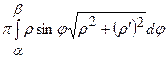 π∫_α^β ρ sin φ √(ρ² + (ρ′)²) dφ